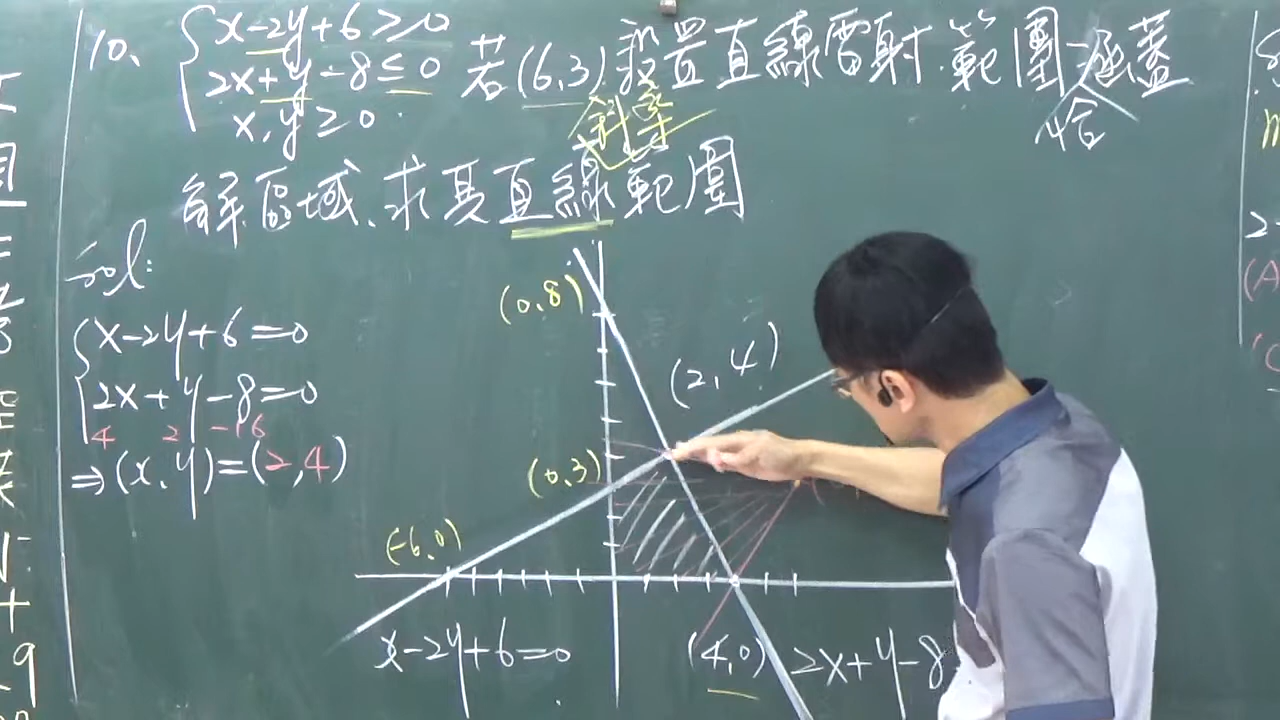 10、 { x-2y+6≥0
2x+y-8≤0 若(6,3)設置直線雷射.範圍涵蓋
x,y≥0
恰
斜率
解區域、求其直線範圍
sol:
{ x-2y+6=0
2x+y-8=0
4 2 -16
⇒(x,y)=(2,4)
(0,8)
(2,4)
(0,3)
(-6,0)
x-2y+6=0
(4,0)
2x+y-8